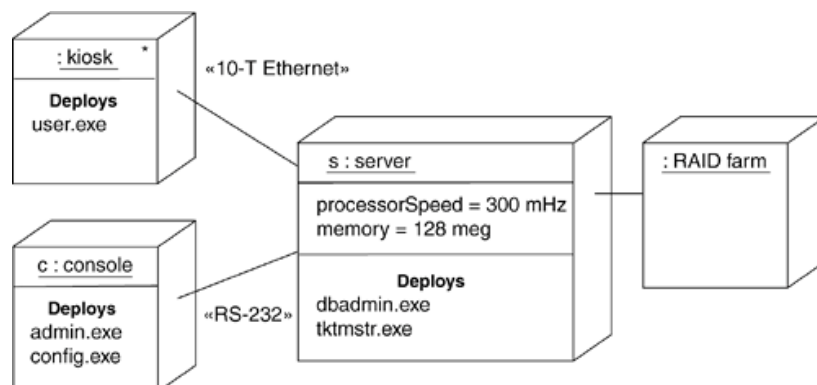 : kiosk *
Deploys
user.exe
«10-T Ethernet»
s : server
processorSpeed = 300 mHz
memory = 128 meg
Deploys
dbadmin.exe
tktmstr.exe
: RAID farm
c : console
Deploys
admin.exe
config.exe
«RS-232»